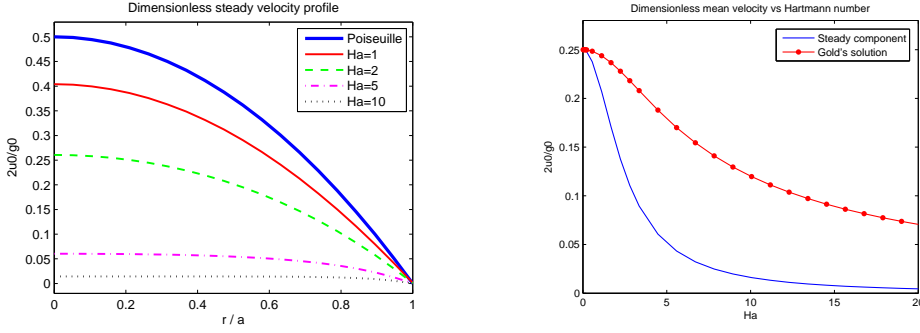 Dimensionless steady velocity profile
0.5
0.45
0.4
0.35
0.3
0.25
0.2
0.15
0.1
0.05
0
2u0/g0
0 0.2 0.4 0.6 0.8 1
r / a
Poiseuille
Ha=1
Ha=2
Ha=5
Ha=10
Dimensionless mean velocity vs Hartmann number
0.3
0.25
0.2
0.15
0.1
0.05
0
2u0/g0
0 5 10 15 20
Ha
Steady component
Gold's solution